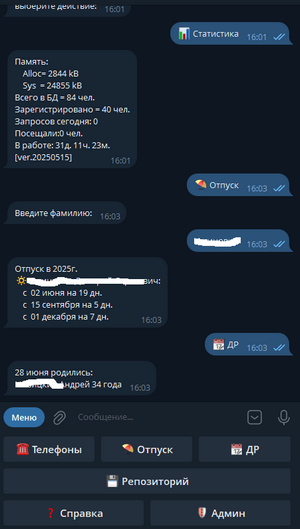 выберите действие:
16:01
Статистика
16:01
Память:
Alloc= 2844 kB
Sys = 24855 kB
Всего в БД = 84 чел.
Зарегистрировано = 40 чел.
Запросов сегодня: 0
Посещали:0 чел.
В работе: 31д. 11ч. 23м.
[ver.20250515]
16:01
Отпуск
16:03
Введите фамилию:
16:03
16:03
Отпуск в 2025г.
вич:
с 02 июня на 19 дн.
с 15 сентября на 5 дн.
с 01 декабря на 7 дн.
16:03
ДР
16:03
28 июня родились:
Андрей 34 года
16:03
Меню
Сообщение...
Телефоны
Отпуск
ДР
Репозиторий
Справка
Админ